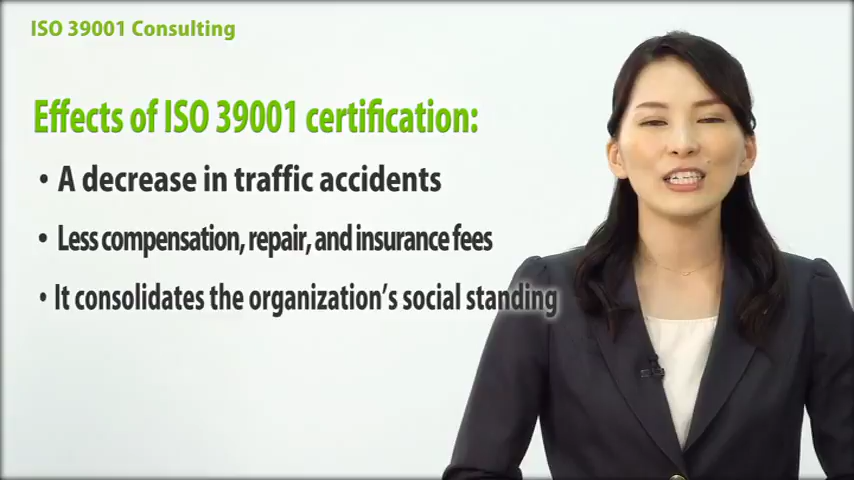 ISO 39001 Consulting
Effects of ISO 39001 certification:
• A decrease in traffic accidents
• Less compensation, repair, and insurance fees
• It consolidates the organization's social standing